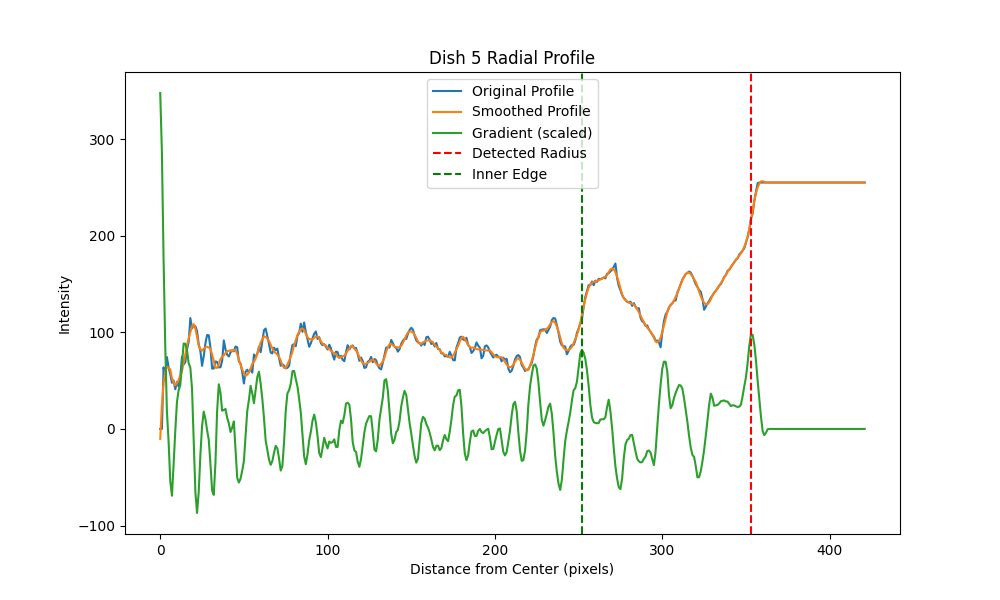 Dish 5 Radial Profile
Original Profile
Smoothed Profile
Gradient (scaled)
Detected Radius
Inner Edge
Intensity
300
200
100
0
−100
0
100
200
300
400
Distance from Center (pixels)